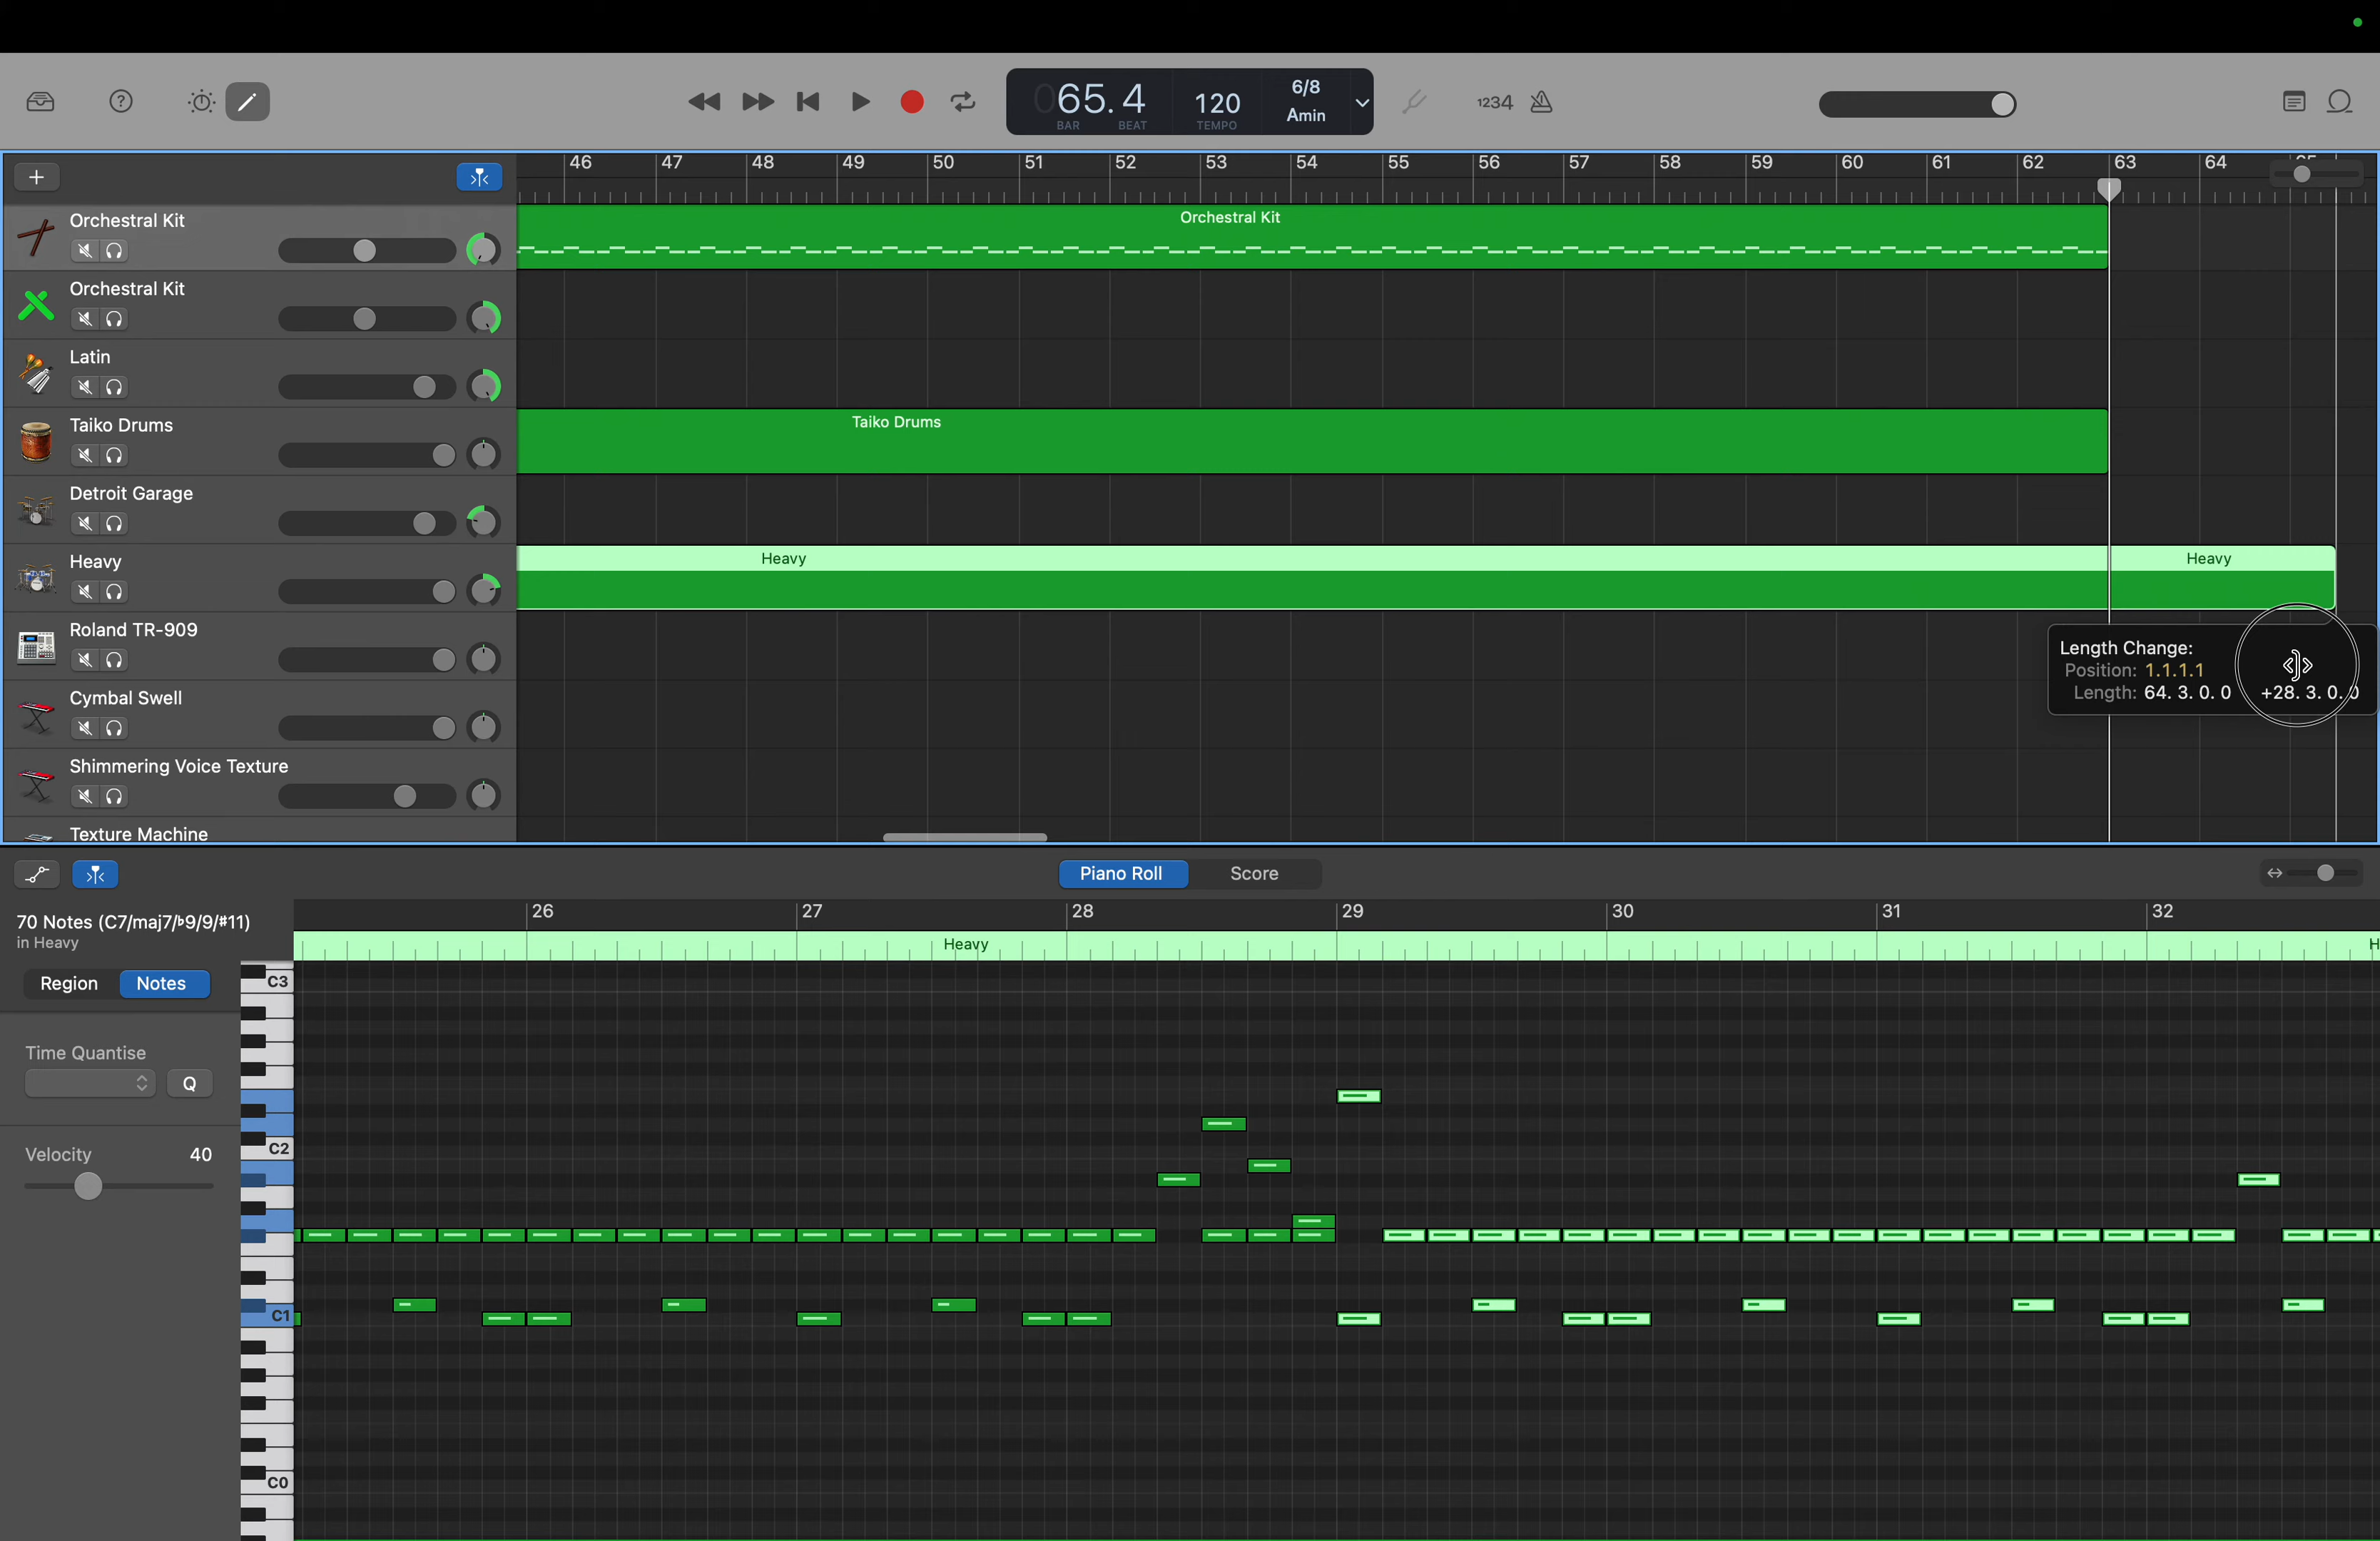 065.4
BAR BEAT
120
TEMPO
6/8
Amin
1234
46 47 48 49 50 51 52 53 54 55 56 57 58 59 60 61 62 63 64 65
Orchestral Kit
Orchestral Kit
Orchestral Kit
Latin
Taiko Drums
Taiko Drums
Detroit Garage
Heavy
Heavy
Heavy
Roland TR-909
Length Change:
Position: 1.1.1.1
Length: 64. 3. 0. 0 +28. 3. 0. 0
Cymbal Swell
Shimmering Voice Texture
Texture Machine
Piano Roll
Score
70 Notes (C7/maj7/♭9/9/#11)
in Heavy
26 27 28 29 30 31 32
Heavy
H
Region
Notes
Time Quantise
Q
Velocity 40
C3
C2
C1
C0